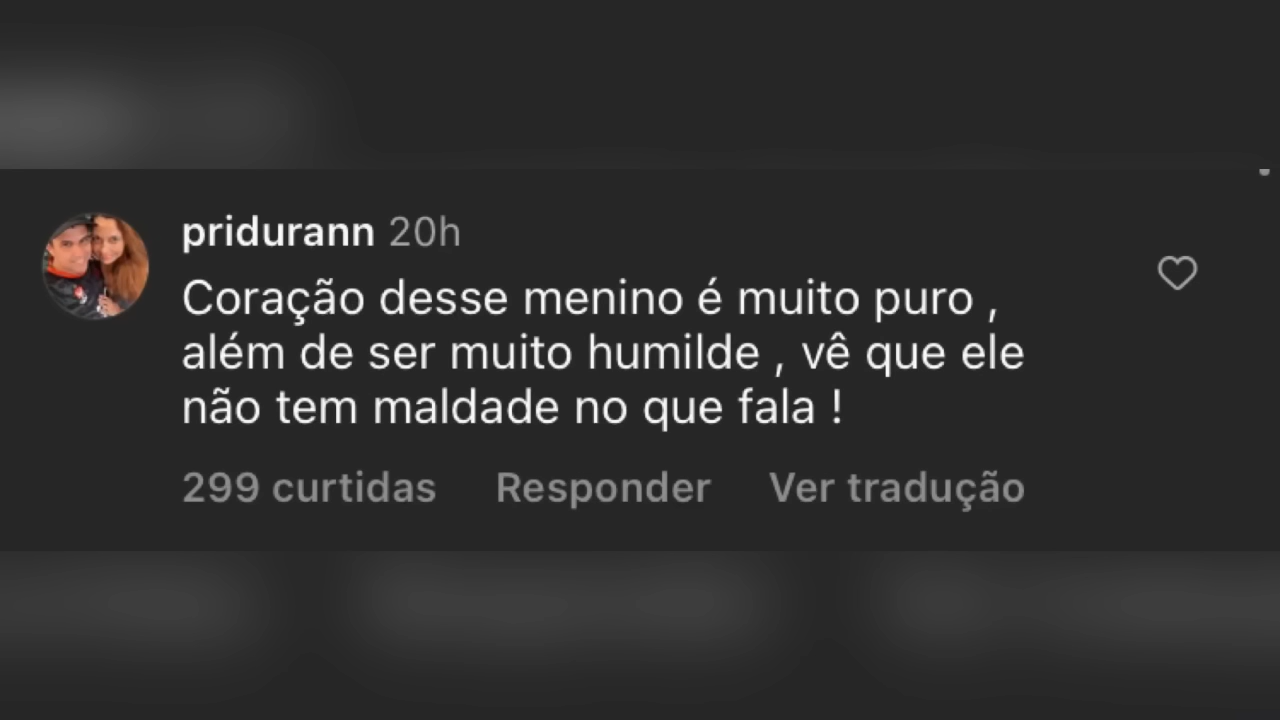 pridurann 20h
Coração desse menino é muito puro ,
além de ser muito humilde , vê que ele
não tem maldade no que fala !
299 curtidas Responder Ver tradução